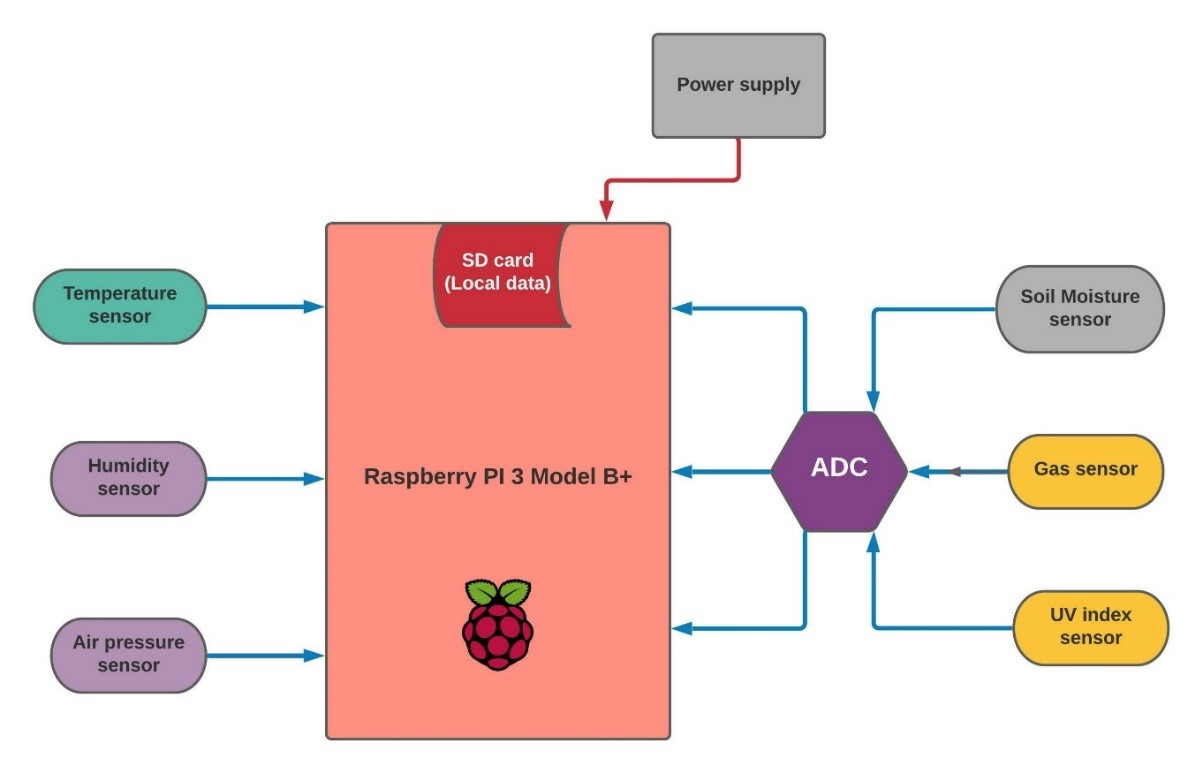 Power supply
SD card
(Local data)
Temperature
sensor
Soil Moisture
sensor
Humidity
sensor
Raspberry PI 3 Model B+
ADC
Gas sensor
Air pressure
sensor
UV index
sensor